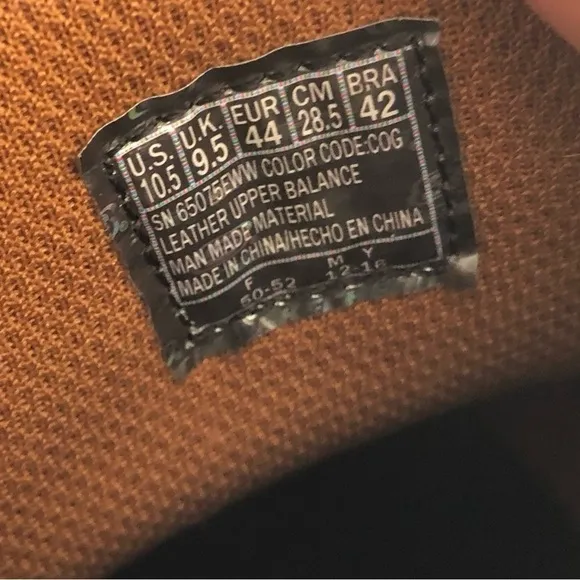 U.S. U.K. EUR CM BRA
10.5 9.5 44 28.5 42
SN 65075EWW COLOR CODE:COG
LEATHER UPPER BALANCE
MAN MADE MATERIAL
MADE IN CHINA/HECHO EN CHINA
F M Y
50-52 12-16